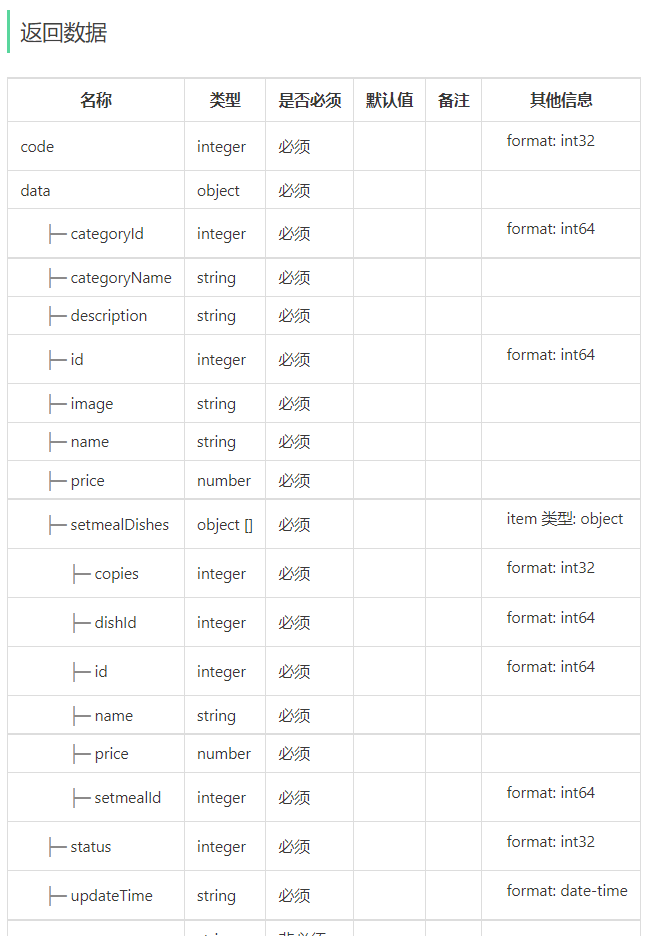 返回数据
名称 类型 是否必须 默认值 备注 其他信息
code integer 必须 format: int32
data object 必须
├─ categoryId integer 必须 format: int64
├─ categoryName string 必须
├─ description string 必须
├─ id integer 必须 format: int64
├─ image string 必须
├─ name string 必须
├─ price number 必须
├─ setmealDishes object [] 必须 item 类型: object
├─ copies integer 必须 format: int32
├─ dishId integer 必须 format: int64
├─ id integer 必须 format: int64
├─ name string 必须
├─ price number 必须
├─ setmealId integer 必须 format: int64
├─ status integer 必须 format: int32
├─ updateTime string 必须 format: date-time